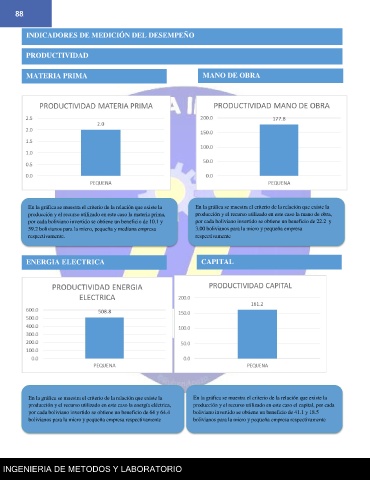 88
INDICADORES DE MEDICIÓN DEL DESEMPEÑO
PRODUCTIVIDAD
MATERIA PRIMA
MANO DE OBRA
PRODUCTIVIDAD MATERIA PRIMA
2.5
2.0
1.5
1.0
0.5
0.0
2.0
PEQUEÑA
PRODUCTIVIDAD MANO DE OBRA
200.0
150.0
100.0
50.0
0.0
177.8
PEQUEÑA
En la gráfica se muestra el criterio de la relación que existe la
producción y el recurso utilizado en este caso la materia prima,
por cada boliviano invertido se obtiene un beneficio de 10.1 y
39.2 bolivianos para la micro, pequeña y mediana empresa
respectivamente.
En la gráfica se muestra el criterio de la relación que existe la
producción y el recurso utilizado en este caso la mano de obra,
por cada boliviano invertido se obtiene un beneficio de 22.2 y
3.00 bolivianos para la micro y pequeña empresa
respectivamente
ENERGIA ELECTRICA
CAPITAL
PRODUCTIVIDAD ENERGIA
ELECTRICA
600.0
500.0
400.0
300.0
200.0
100.0
0.0
508.8
PEQUEÑA
PRODUCTIVIDAD CAPITAL
200.0
150.0
100.0
50.0
0.0
161.2
PEQUEÑA
En la gráfica se muestra el criterio de la relación que existe la
producción y el recurso utilizado en este caso la energía eléctrica,
por cada boliviano invertido se obtiene un beneficio de 66 y 64.4
bolivianos para la micro y pequeña empresa respectivamente
En la gráfica se muestra el criterio de la relación que existe la
producción y el recurso utilizado en este caso el capital, por cada
boliviano invertido se obtiene un beneficio de 41.1 y 18.5
bolivianos para la micro y pequeña empresa respectivamente
INGENIERIA DE METODOS Y LABORATORIO